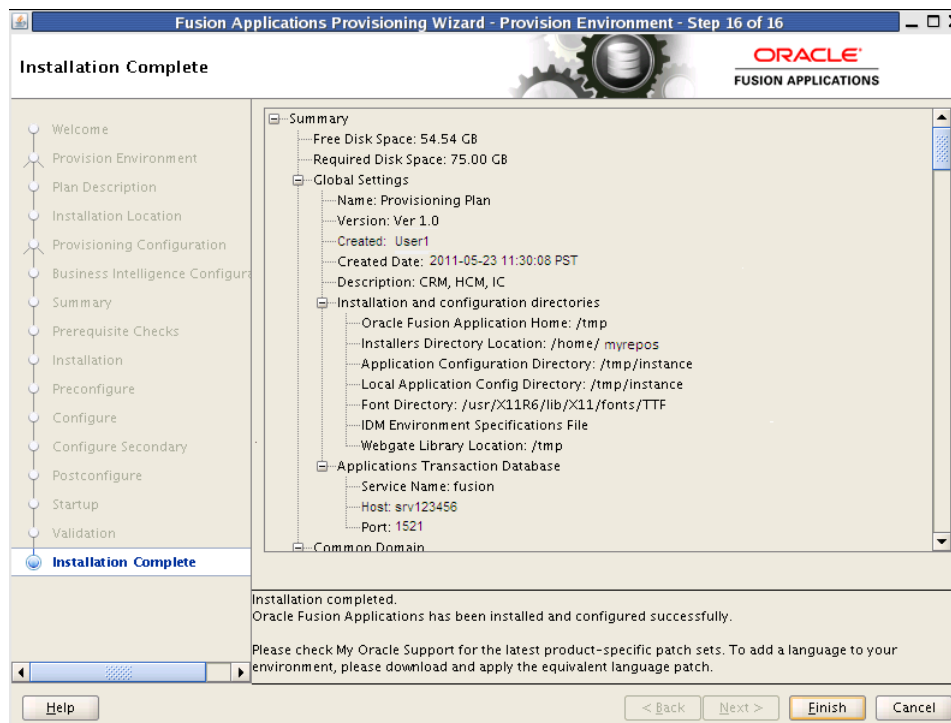 Fusion Applications Provisioning Wizard - Provision Environment - Step 16 of 16
Installation Complete
ORACLE
FUSION APPLICATIONS
Welcome
Provision Environment
Plan Description
Installation Location
Provisioning Configuration
Business Intelligence Configura
Summary
Prerequisite Checks
Installation
Preconfigure
Configure
Configure Secondary
Postconfigure
Startup
Validation
Installation Complete
Summary
Free Disk Space: 54.54 GB
Required Disk Space: 75.00 GB
Global Settings
Name: Provisioning Plan
Version: Ver 1.0
Created: User1
Created Date: 2011-05-23 11:30:08 PST
Description: CRM, HCM, IC
Installation and configuration directories
Oracle Fusion Application Home: /tmp
Installers Directory Location: /home/ myrepos
Application Configuration Directory: /tmp/instance
Local Application Config Directory: /tmp/instance
Font Directory: /usr/X11R6/lib/X11/fonts/TTF
IDM Environment Specifications File
Webgate Library Location: /tmp
Applications Transaction Database
Service Name: fusion
Host: srv123456
Port: 1521
Common Domain
Installation completed.
Oracle Fusion Applications has been installed and configured successfully.
Please check My Oracle Support for the latest product-specific patch sets. To add a language to your
environment, please download and apply the equivalent language patch.
Help
< Back
Next >
Finish
Cancel